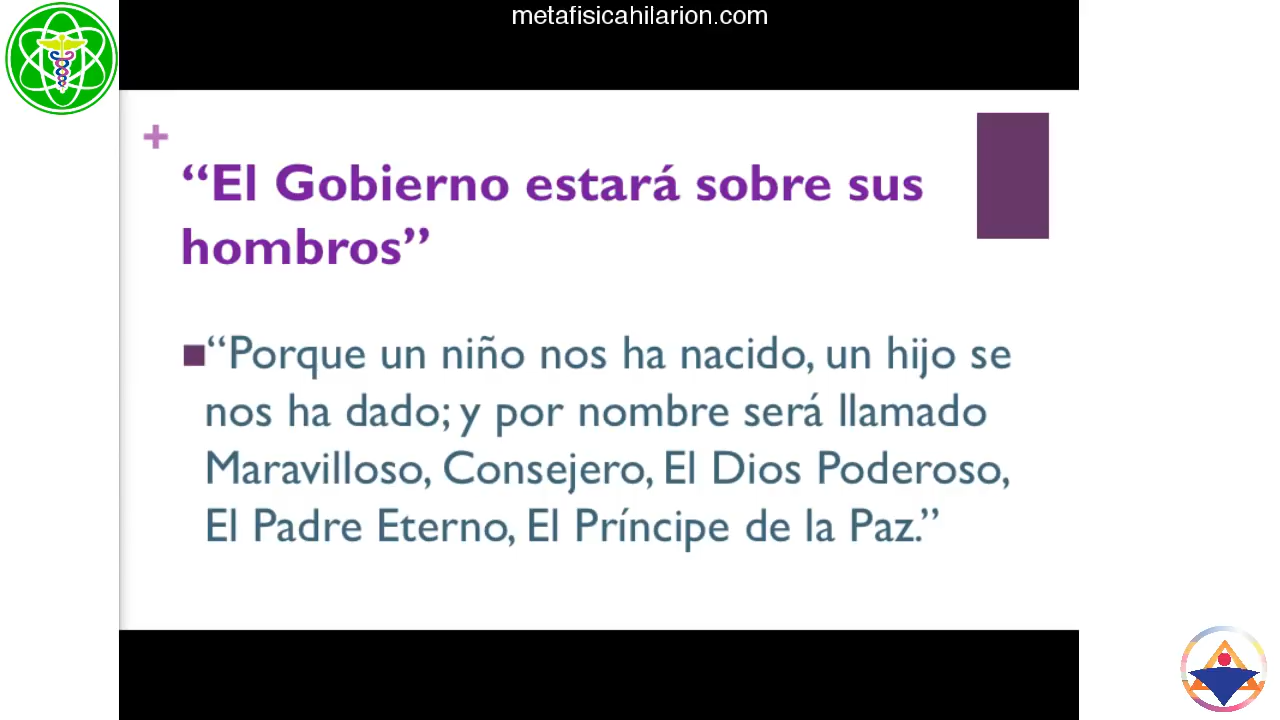 metafisicahilarion.com
+
“El Gobierno estará sobre sus
hombros”
“Porque un niño nos ha nacido, un hijo se
nos ha dado; y por nombre será llamado
Maravilloso, Consejero, El Dios Poderoso,
El Padre Eterno, El Príncipe de la Paz.”